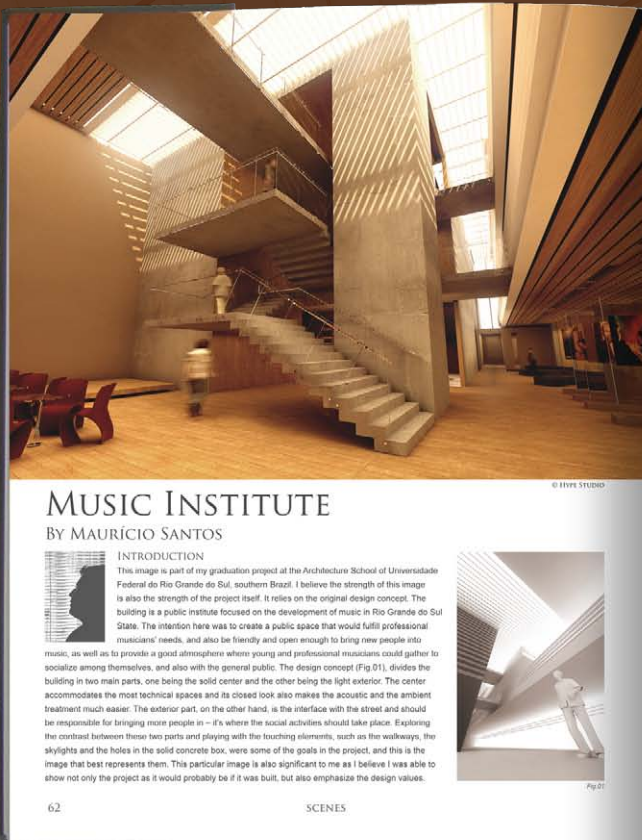 © Hype Studio
Music Institute
By Maurício Santos
Introduction
This image is part of my graduation project at the Architecture School of Universidade
Federal do Rio Grande do Sul, southern Brazil. I believe the strength of this image
is also the strength of the project itself. It relies on the original design concept. The
building is a public institute focused on the development of music in Rio Grande do Sul
State. The intention here was to create a public space that would fulfil professional
musicians' needs, and also be friendly and open enough to bring new people into
music, as well as to provide a good atmosphere where young and professional musicians could gather to
socialize among themselves, and also with the general public. The design concept (Fig.01), divides the
building in two main parts, one being the solid center and the other being the light exterior. The center
accommodates the most technical spaces and its closed look also makes the acoustic and the ambient
treatment much easier. The exterior part, on the other hand, is the interface with the street and should
be responsible for bringing more people in – it's where the social activities should take place. Exploring
the contrast between these two parts and playing with the touching elements, such as the walkways, the
skylights and the holes in the solid concrete box, were some of the goals in the project, and this is the
image that best represents them. This particular image is also significant to me as I believe I was able to
show not only the project as it would probably be if it was built, but also emphasize the design values.
Fig.01
62
Scenes